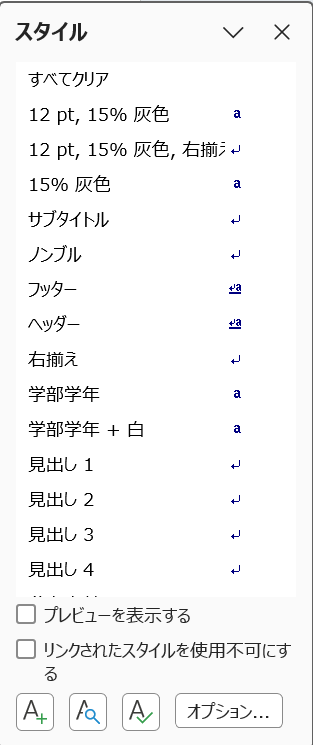 スタイル
すべてクリア
12 pt, 15% 灰色 a
12 pt, 15% 灰色, 右揃え
15% 灰色 a
サブタイトル
ノンブル
フッター a
ヘッダー a
右揃え
学部学年 a
学部学年 + 白 a
見出し 1
見出し 2
見出し 3
見出し 4
プレビューを表示する
リンクされたスタイルを使用不可にす
る
オプション...